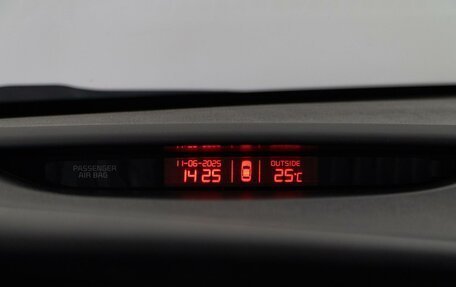 PASSENGER
AIR BAG
11-06-2025
14 25
OUTSIDE
25°C